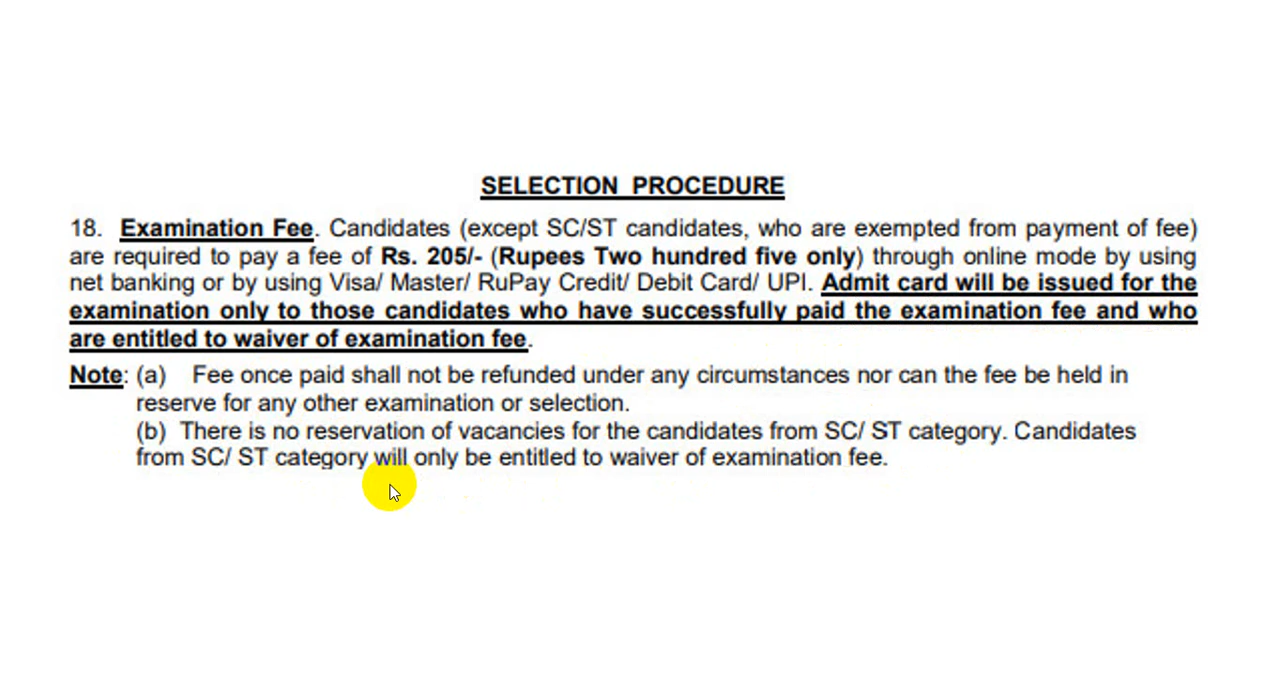 SELECTION PROCEDURE
18. Examination Fee. Candidates (except SC/ST candidates, who are exempted from payment of fee)
are required to pay a fee of Rs. 205/- (Rupees Two hundred five only) through online mode by using
net banking or by using Visa/ Master/ RuPay Credit/ Debit Card/ UPI. Admit card will be issued for the
examination only to those candidates who have successfully paid the examination fee and who
are entitled to waiver of examination fee.
Note: (a) Fee once paid shall not be refunded under any circumstances nor can the fee be held in
reserve for any other examination or selection.
(b) There is no reservation of vacancies for the candidates from SC/ ST category. Candidates
from SC/ ST category will only be entitled to waiver of examination fee.